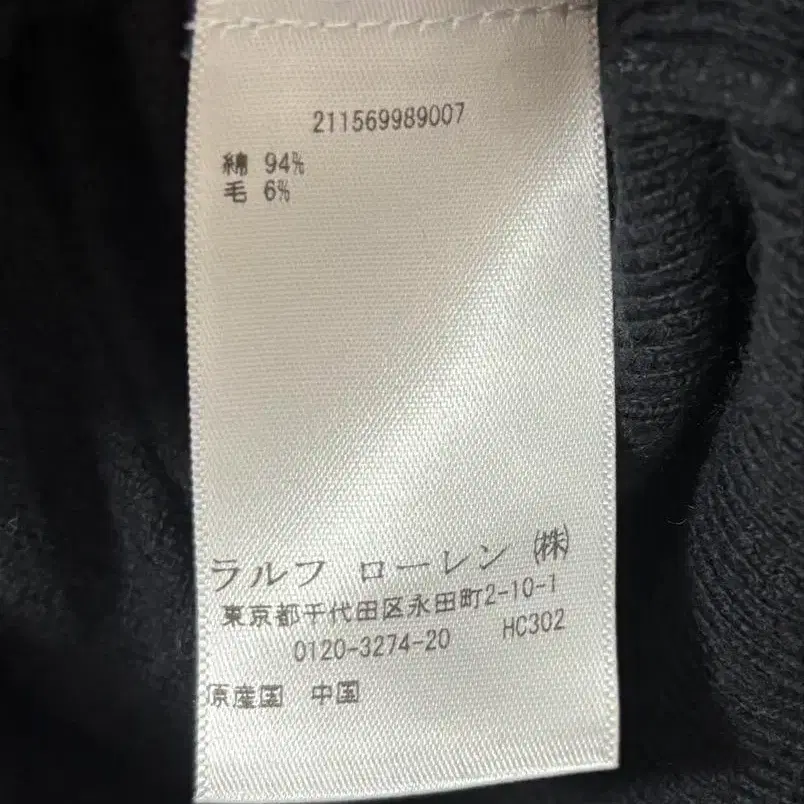 211569989007
綿 94%
毛 6%
ラルフ ローレン ㈱
東京都千代田区永田町2-10-1
0120-3274-20 HC302
原産国 中国